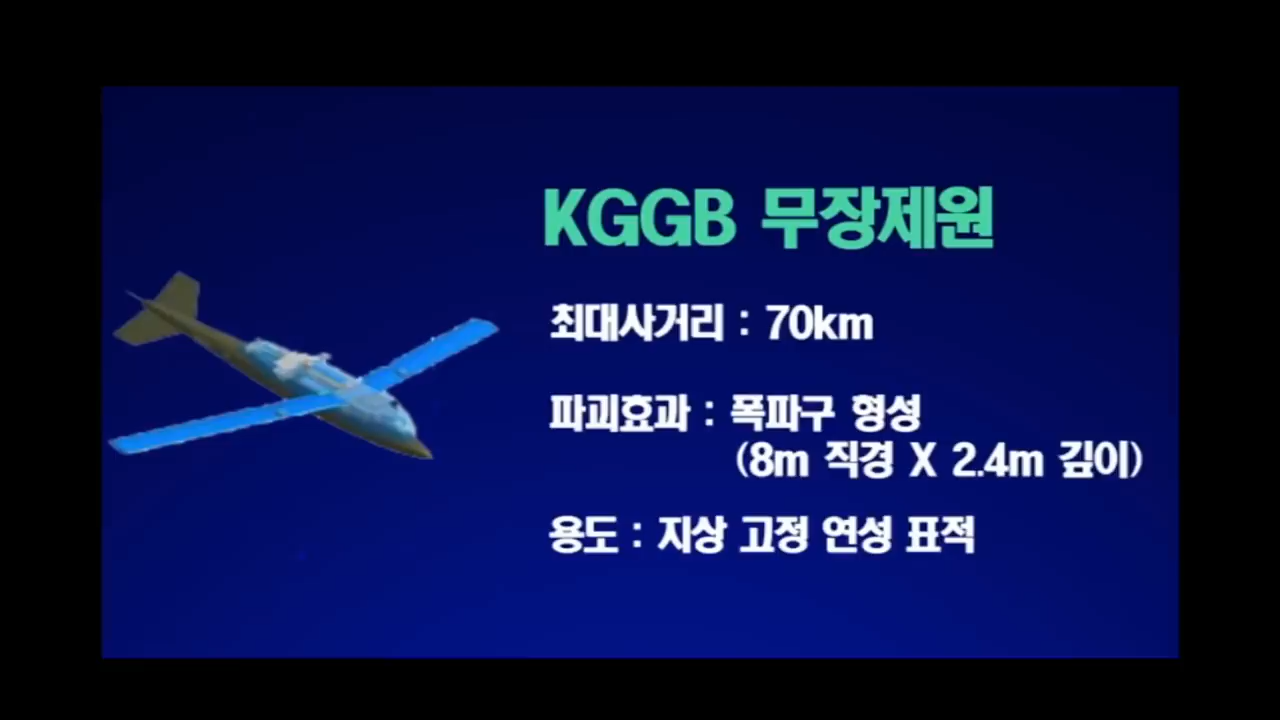 KGGB 무장제원
최대사거리 : 70km
파괴효과 : 폭파구 형성
(8m 직경 X 2.4m 깊이)
용도 : 지상 고정 연성 표적